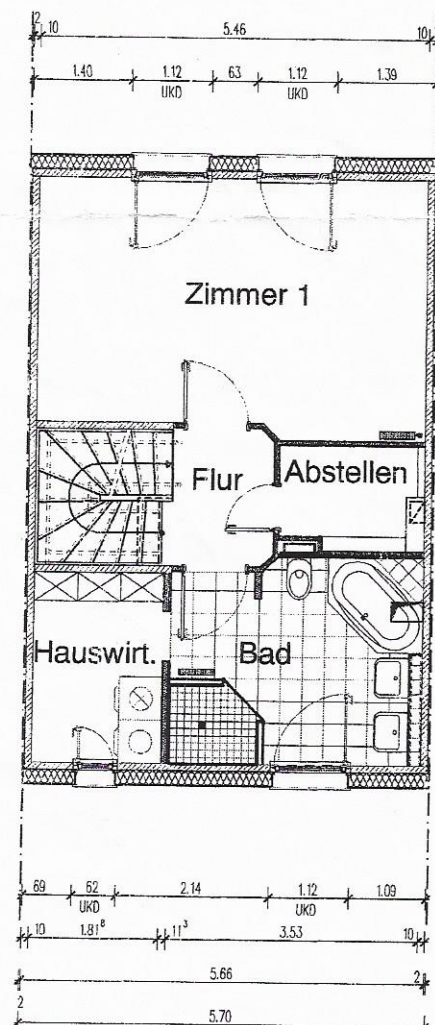 2 10 5.46 10
1.40 1.12 63 1.12 1.39
UKD UKD
Zimmer 1
Flur Abstellen
Hauswirt. Bad
69 62 2.14 1.12 1.09
UKD UKD
10 1.81⁸ 11³ 3.53 10
5.66 2
2 5.70